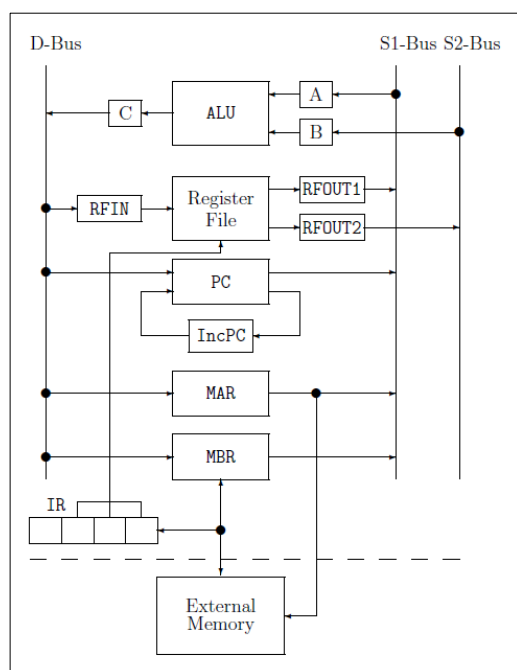 D-Bus
S1-Bus
S2-Bus
A
C
ALU
B
RFIN
Register
File
RFOUT1
RFOUT2
PC
IncPC
MAR
MBR
IR
External
Memory